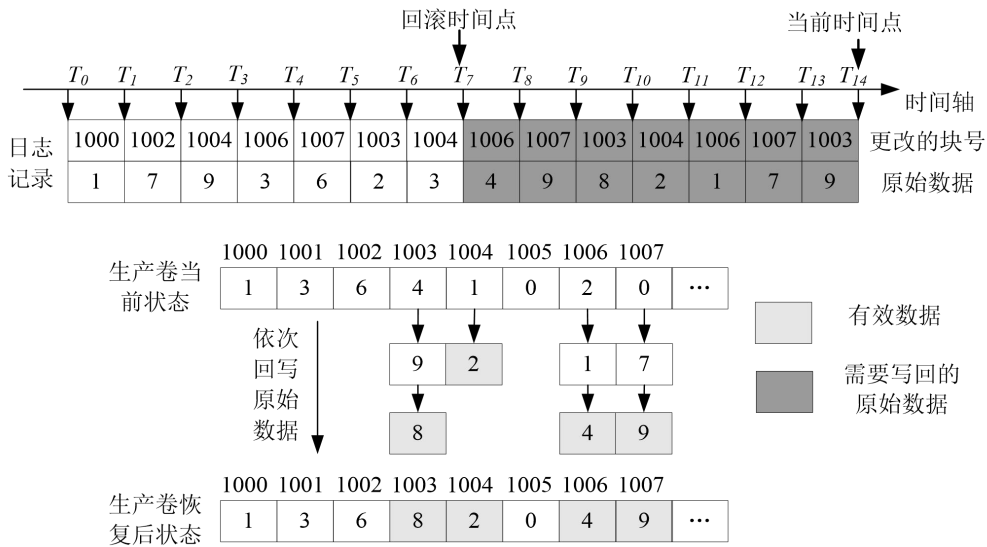 回滚时间点
当前时间点
T0 T1 T2 T3 T4 T5 T6 T7 T8 T9 T10 T11 T12 T13 T14
时间轴
日志
记录
1000 1002 1004 1006 1007 1003 1004 1006 1007 1003 1004 1006 1007 1003
更改的块号
1 7 9 3 6 2 3 4 9 8 2 1 7 9
原始数据
1000 1001 1002 1003 1004 1005 1006 1007
生产卷当
前状态
1 3 6 4 1 0 2 0 …
依次
回写
原始
数据
9 2 1 7
8 4 9
有效数据
需要写回的
原始数据
1000 1001 1002 1003 1004 1005 1006 1007
生产卷恢
复后状态
1 3 6 8 2 0 4 9 …